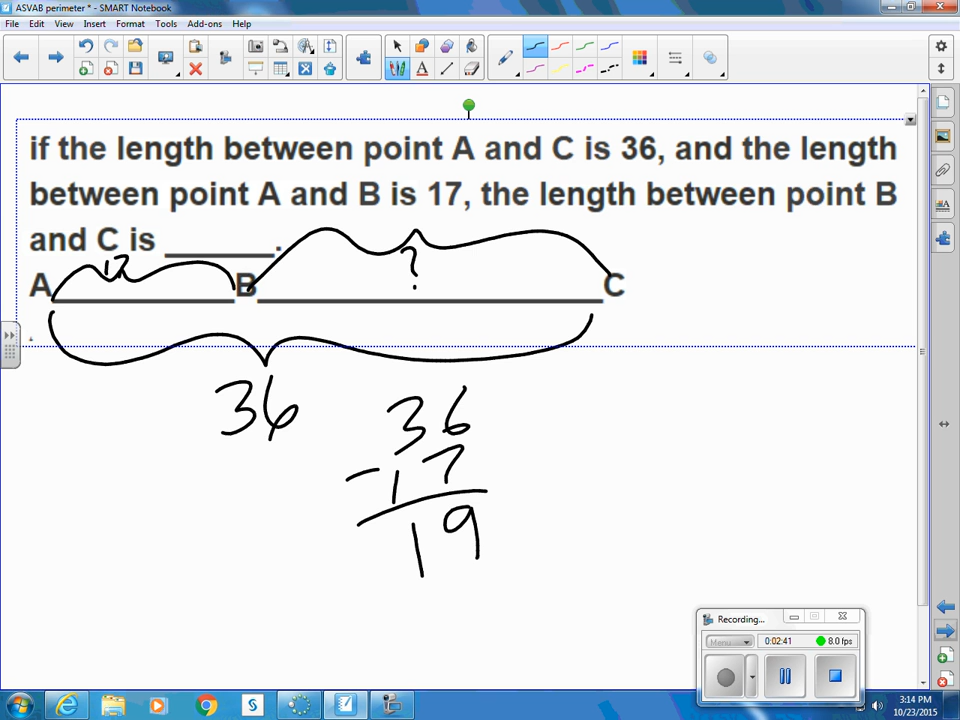 ASVAB perimeter * - SMART Notebook
File Edit View Insert Format Tools Add-ons Help
if the length between point A and C is 36, and the length
between point A and B is 17, the length between point B
and C is ______.
17 ?
A__________B____________________C
.
36
36
-17
19
Recording...
Menu
0:02:41 8.0 fps
3:14 PM
10/23/2015